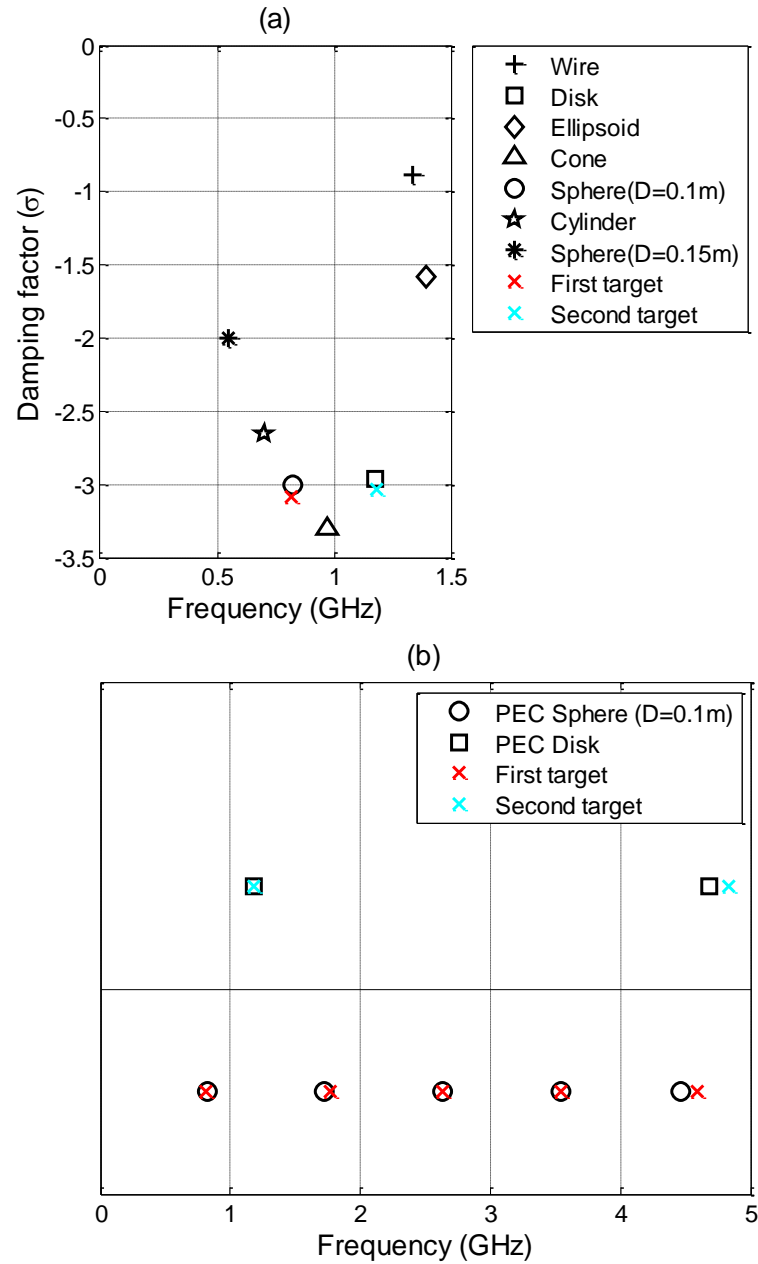 (a)
0
-0.5
-1
-1.5
-2
-2.5
-3
-3.5
Damping factor (σ)
0 0.5 1 1.5
Frequency (GHz)
Wire
Disk
Ellipsoid
Cone
Sphere(D=0.1m)
Cylinder
Sphere(D=0.15m)
First target
Second target
(b)
PEC Sphere (D=0.1m)
PEC Disk
First target
Second target
0 1 2 3 4 5
Frequency (GHz)